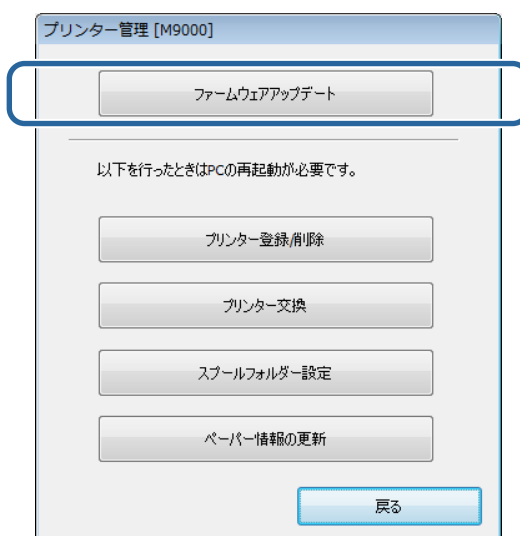 プリンター管理 [M9000]
ファームウェアアップデート
以下を行ったときはPCの再起動が必要です。
プリンター登録/削除
プリンター交換
スプールフォルダー設定
ペーパー情報の更新
戻る